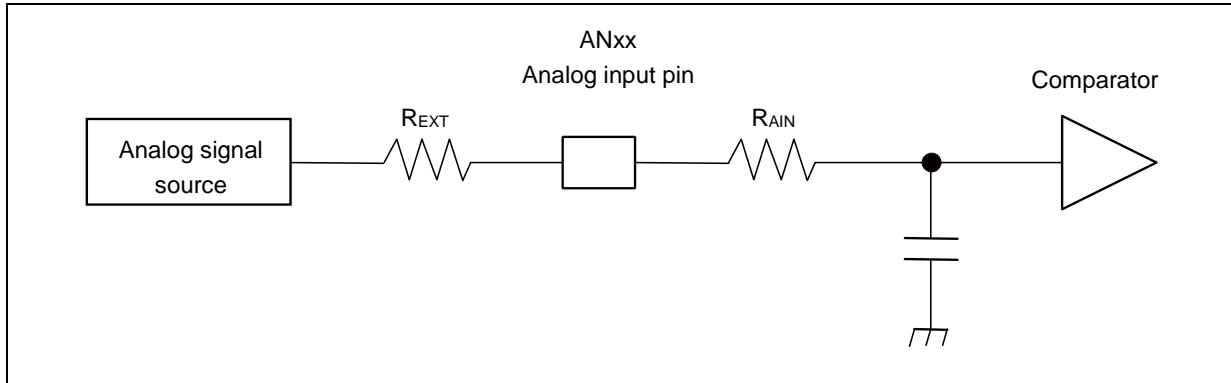 ANxx
Analog input pin
Comparator
REXT
RAIN
Analog signal
source